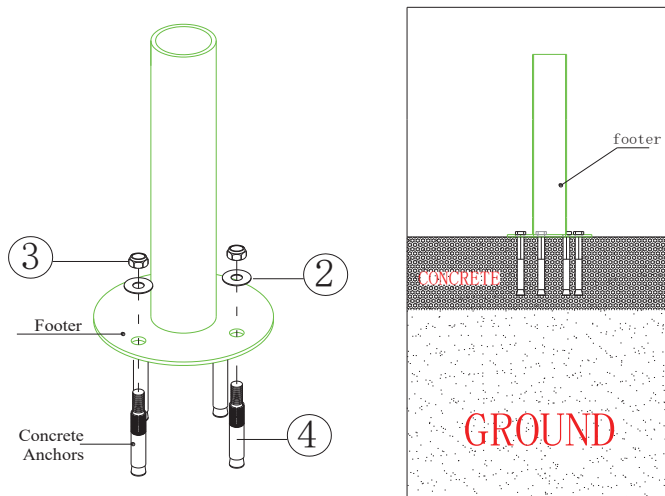 3
2
Footer
Concrete
Anchors
4
footer
CONCRETE
GROUND